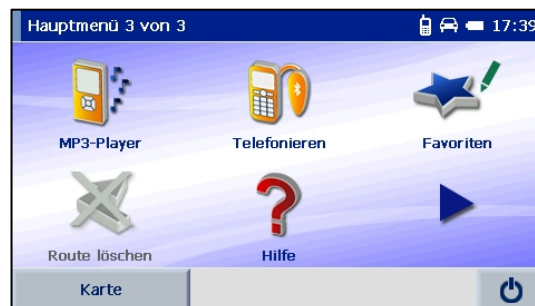 Hauptmenü 3 von 3
17:39
MP3-Player
Telefonieren
Favoriten
Route löschen
Hilfe
Karte